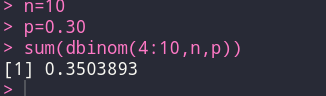 > n=10
> p=0.30
> sum(dbinom(4:10,n,p))
[1] 0.3503893
>